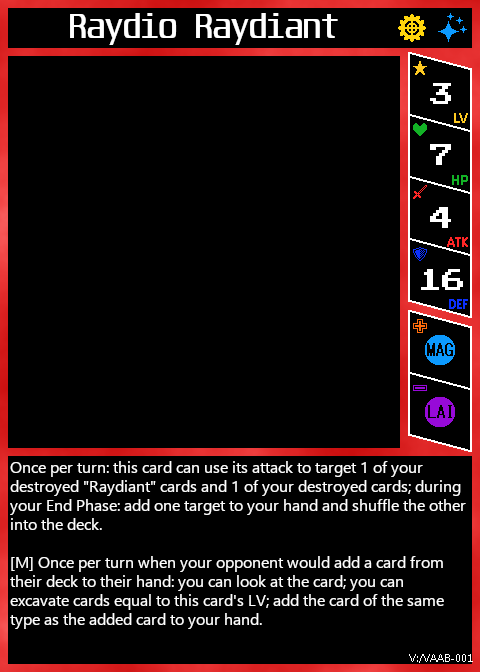 Raydio Raydiant
3
LV
7
HP
4
ATK
16
DEF
MAG
LAI
Once per turn: this card can use its attack to target 1 of your
destroyed "Raydiant" cards and 1 of your destroyed cards; during
your End Phase: add one target to your hand and shuffle the other
into the deck.
[M] Once per turn when your opponent would add a card from
their deck to their hand: you can look at the card; you can
excavate cards equal to this card's LV; add the card of the same
type as the added card to your hand.
V:/VAAB-001